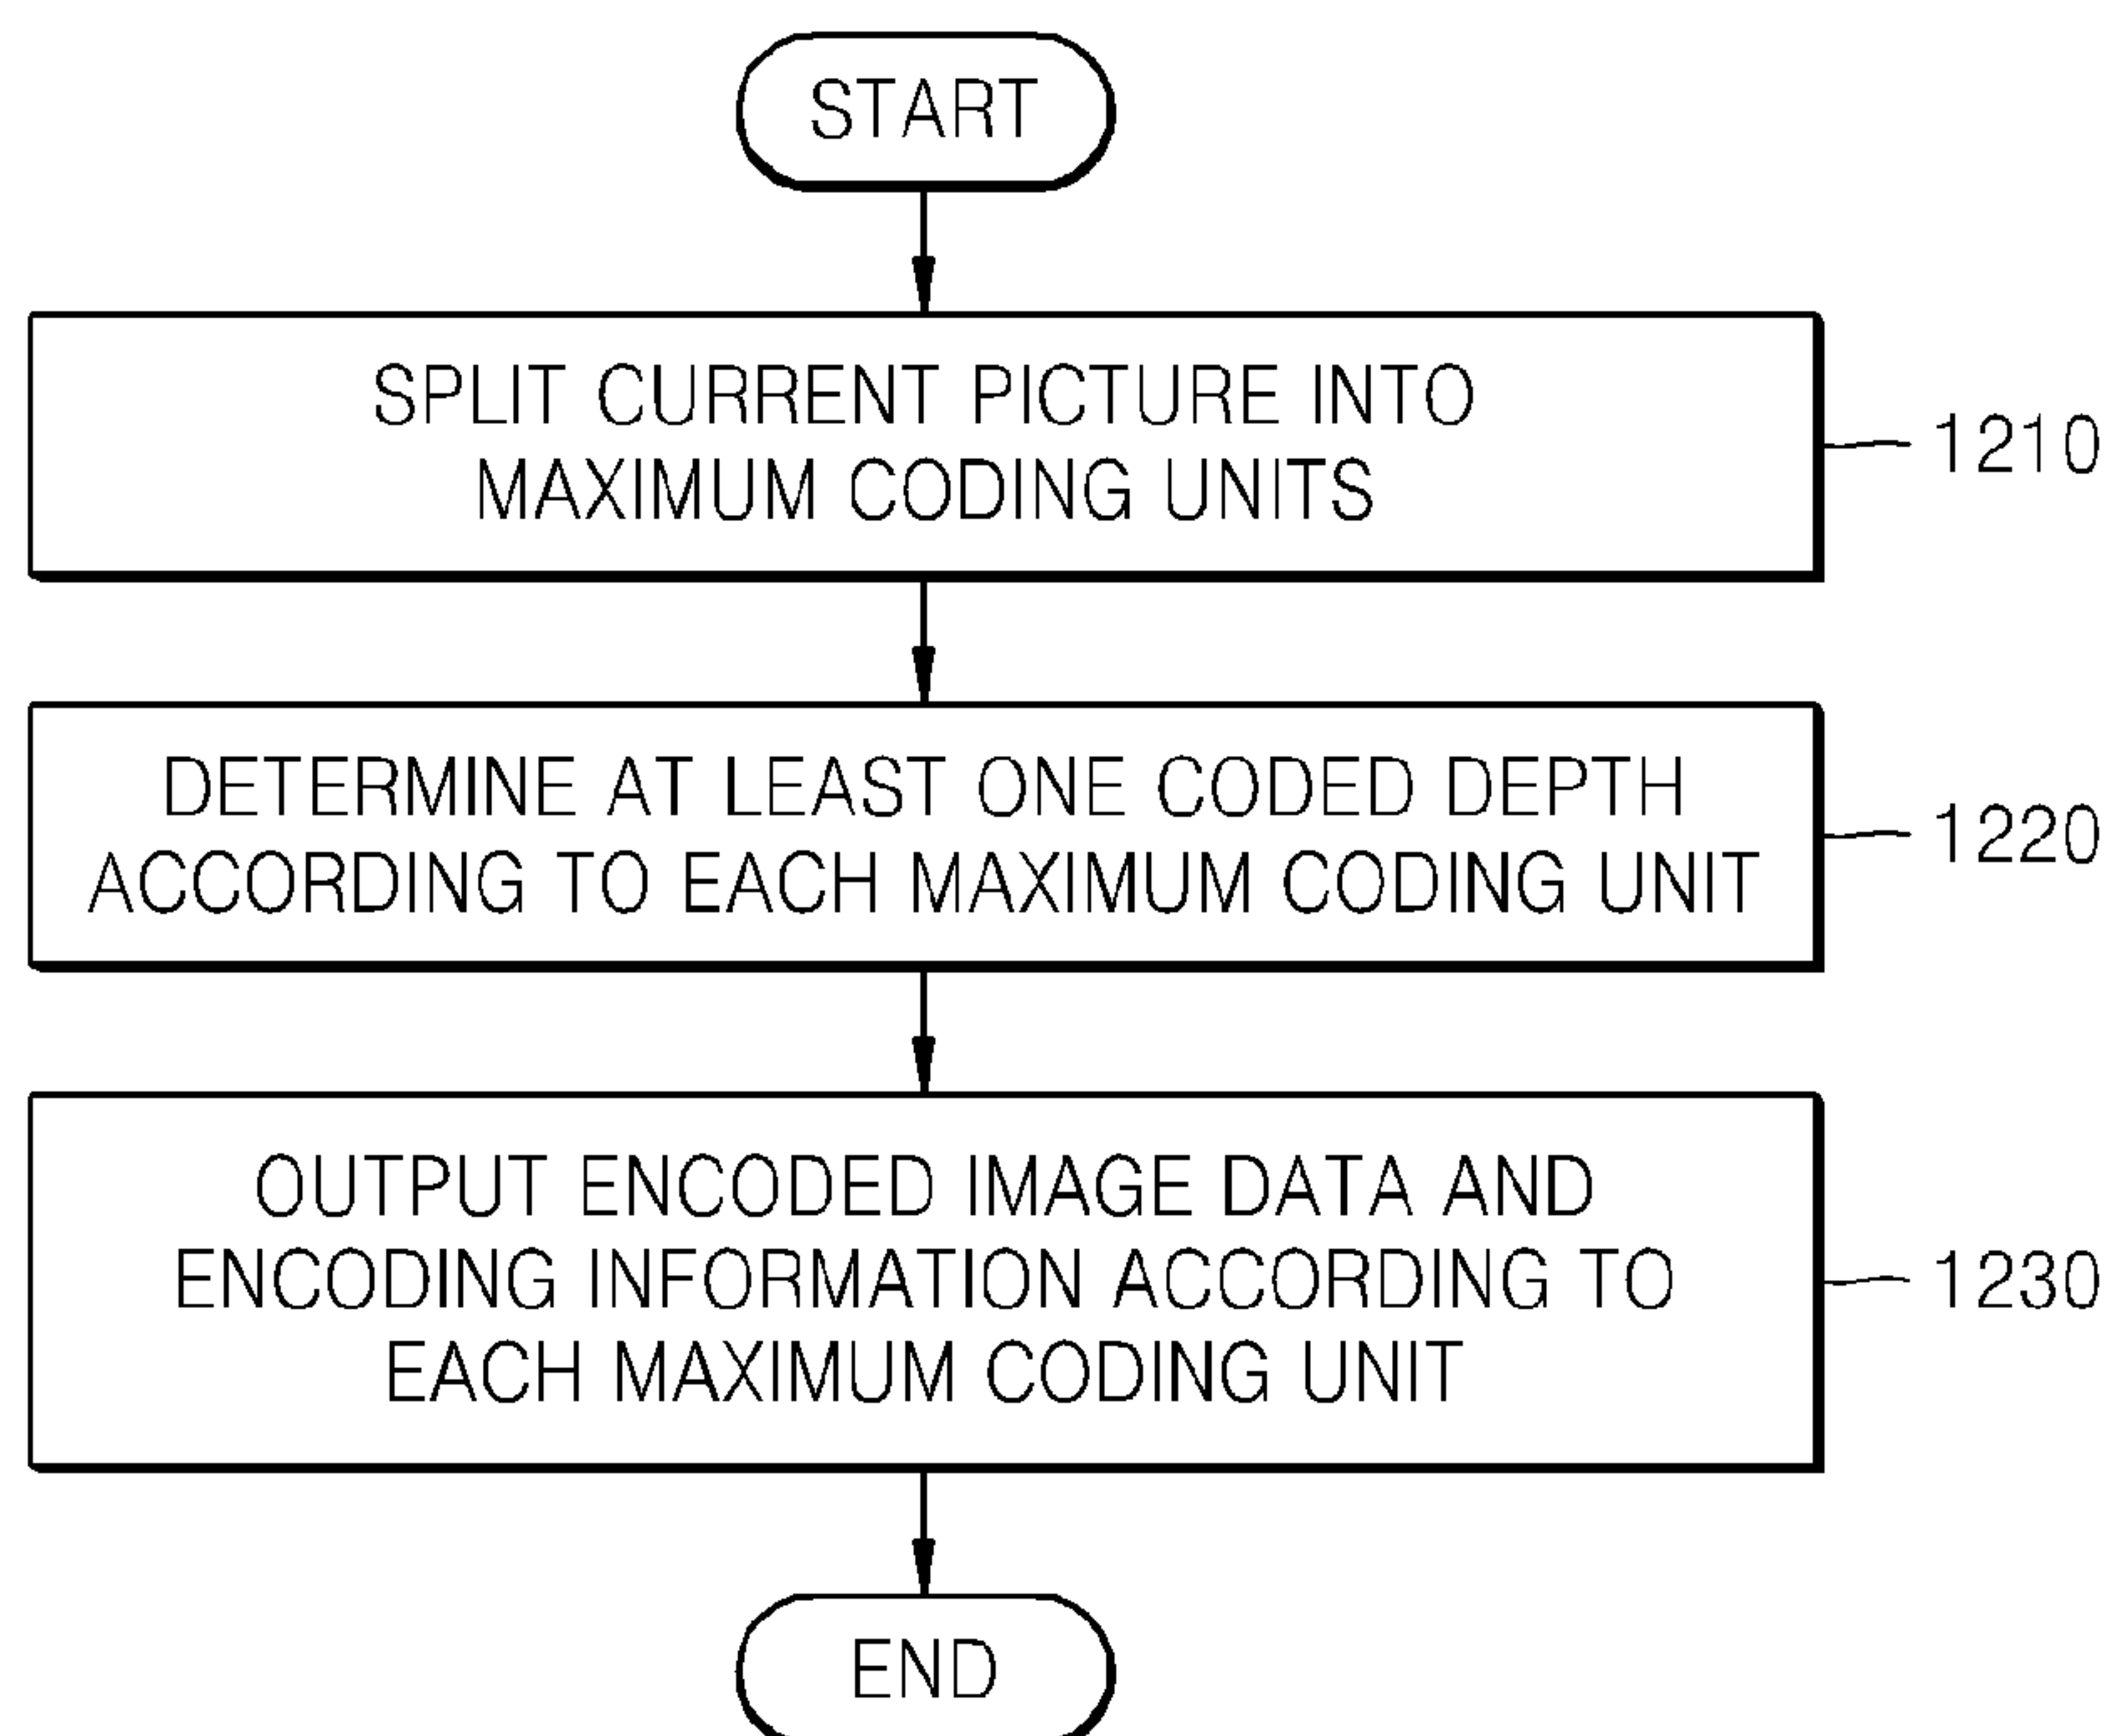 START
SPLIT CURRENT PICTURE INTO
MAXIMUM CODING UNITS
1210
DETERMINE AT LEAST ONE CODED DEPTH
ACCORDING TO EACH MAXIMUM CODING UNIT
1220
OUTPUT ENCODED IMAGE DATA AND
ENCODING INFORMATION ACCORDING TO
EACH MAXIMUM CODING UNIT
1230
END